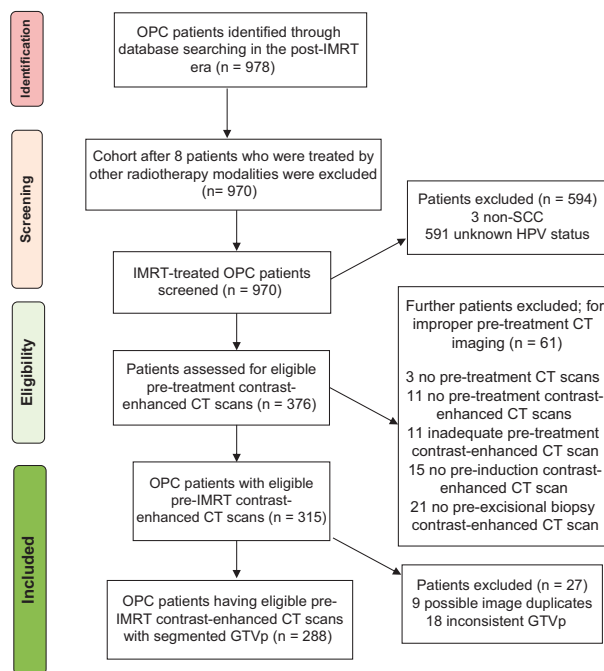 Identification
OPC patients identified through
database searching in the post-IMRT
era
(n = 978)
Cohort after 8 patients who were treated by
other radiotherapy modalities were excluded
(n= 970)
Screening
Patients excluded (n = 594)
3 non-SCC
591 unknown HPV status
IMRT-treated OPC patients
screened (n = 970)
Eligibility
Further patients excluded; for
improper pre-treatment CT
imaging (n = 61)
3 no pre-treatment CT scans
11 no pre-treatment contrast-
enhanced CT scans
11 inadequate pre-treatment
contrast-enhanced CT scan
15 no pre-induction contrast-
enhanced CT scan
21 no pre-excisional biopsy
contrast-enhanced CT scan
Patients assessed for eligible
pre-treatment contrast-
enhanced CT scans (n = 376)
Included
OPC patients with eligible
pre-IMRT contrast-
enhanced CT scans
(n = 315)
Patients excluded (n = 27)
9 possible image duplicates
18 inconsistent GTVp
OPC patients having eligible pre-
IMRT contrast-enhanced CT scans
with segmented GTVp
(n = 288)